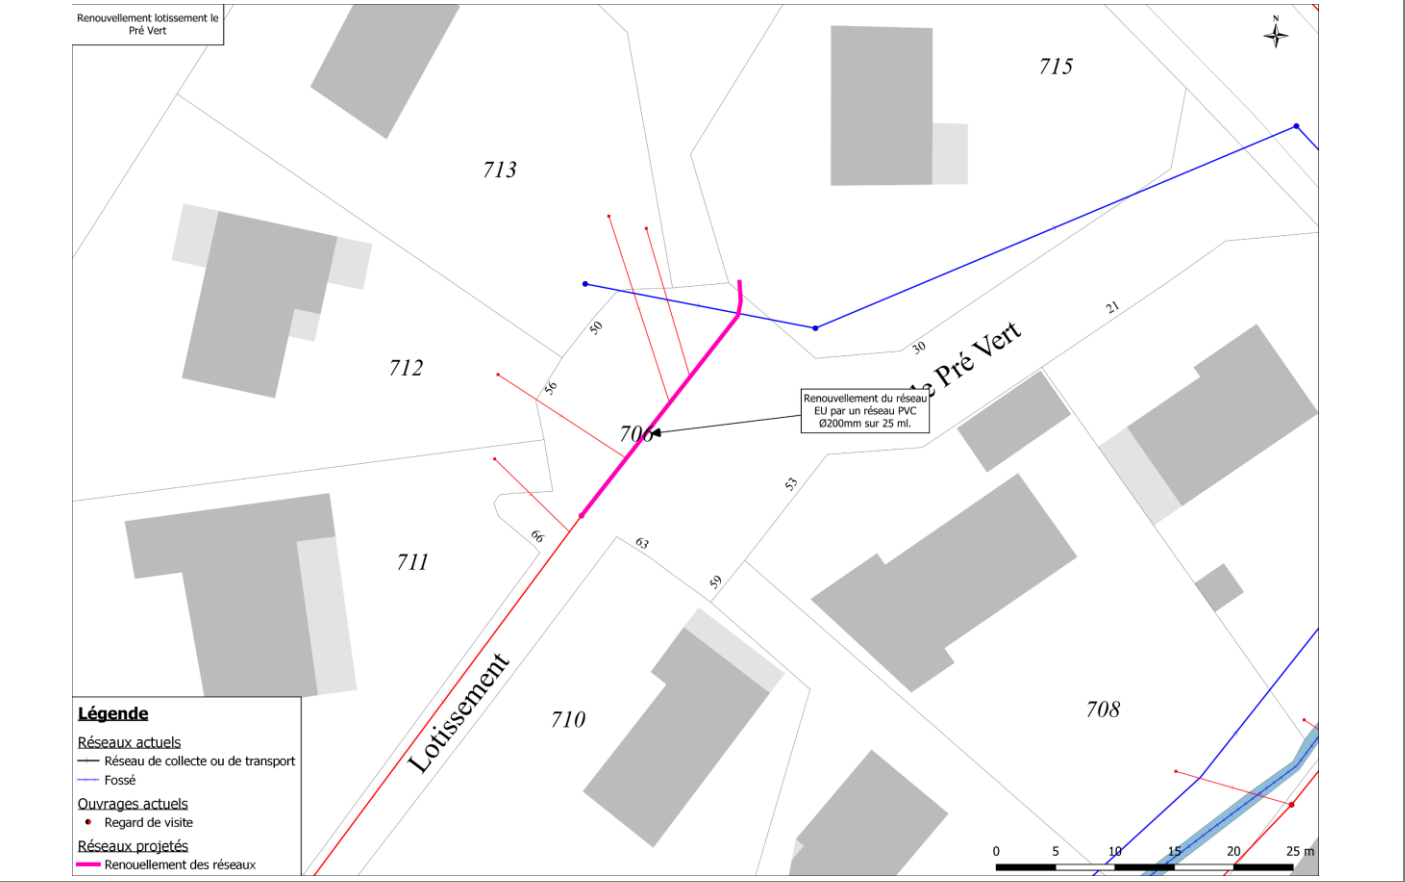 Renouvellement lotissement le
Pré Vert
N
715
713
712
50
56
30
21
le Pré Vert
Renouvellement du réseau
EU par un réseau PVC
Ø200mm sur 25 ml.
706
53
66
63
59
711
Lotissement
710
708
Légende
Réseaux actuels
Réseau de collecte ou de transport
Fossé
Ouvrages actuels
Regard de visite
Réseaux projetés
Renouellement des réseaux
0 5 10 15 20 25 m